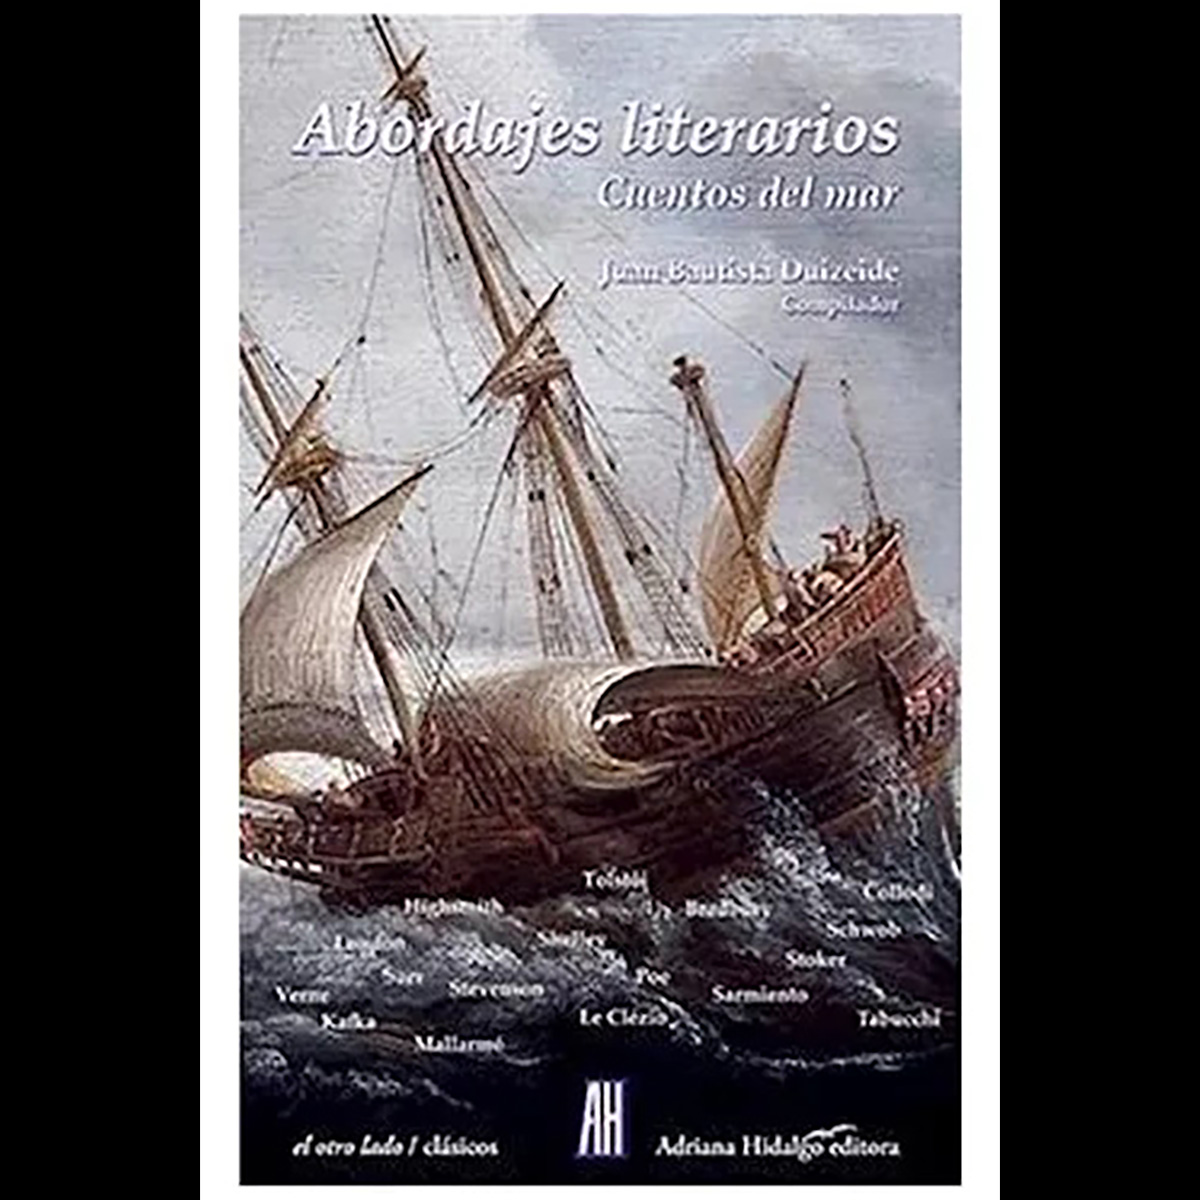 Abordajes literarios
Cuentos del mar
Juan Bautista Duizeide
Compilador
Tolstói
Collodi
Highsmith
Bradbury
Schwob
London
Shelley
Stoker
Saer
Poe
Stevenson
Sarmiento
Verne
Le Clézio
Tabucchi
Kafka
Mallarmé
AH
el otro lado / clásicos
Adriana Hidalgo editora